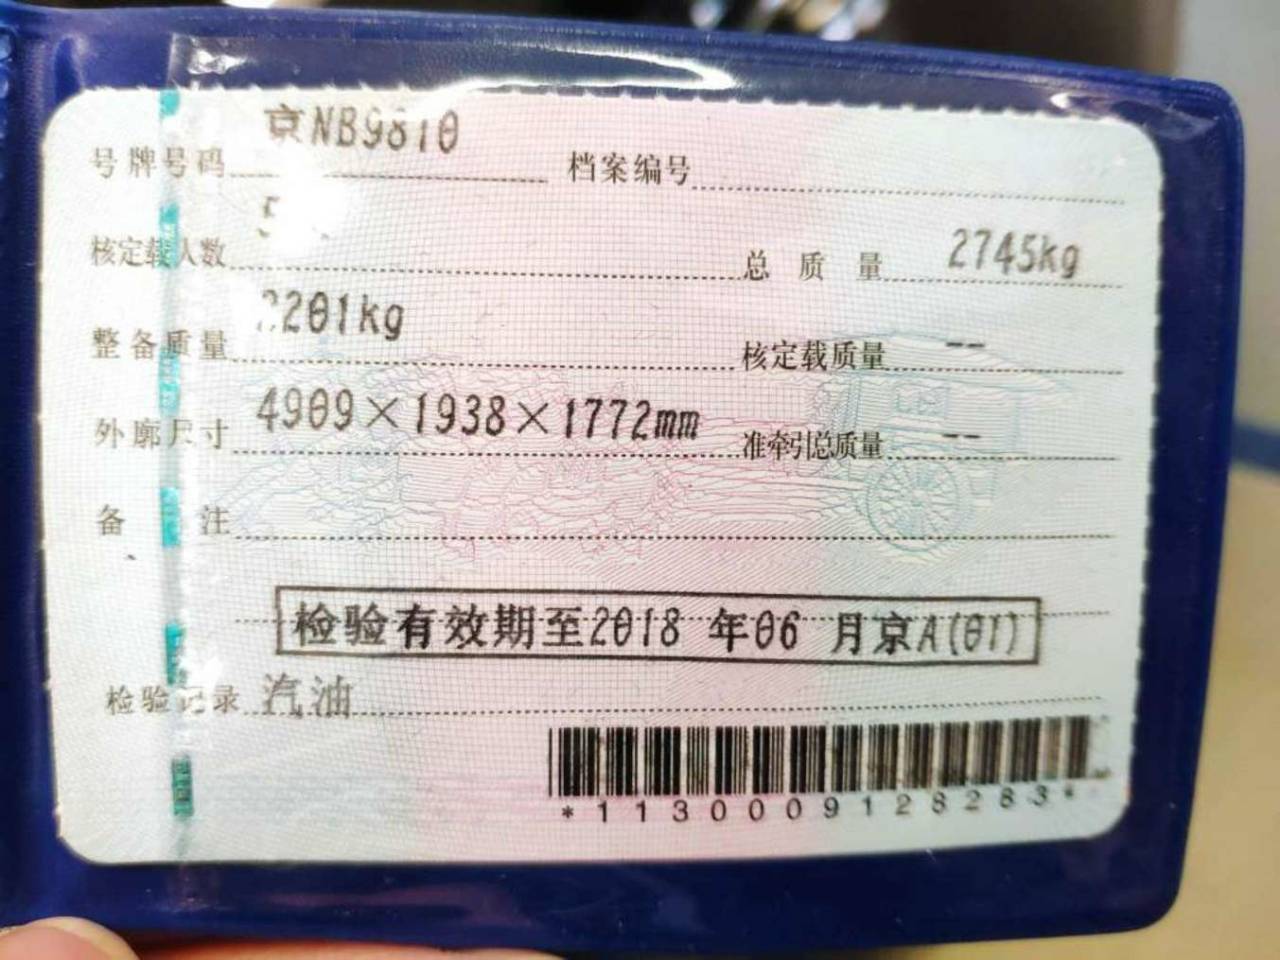 号牌号码 京NB9810 档案编号
核定载人数 5 总质量 2745kg
整备质量 2201kg 核定载质量 --
外廓尺寸 4909×1938×1772mm 准牵引总质量 --
备注
检验有效期至2018 年06 月京A(01)
检验记录 汽油
*1130009128283*